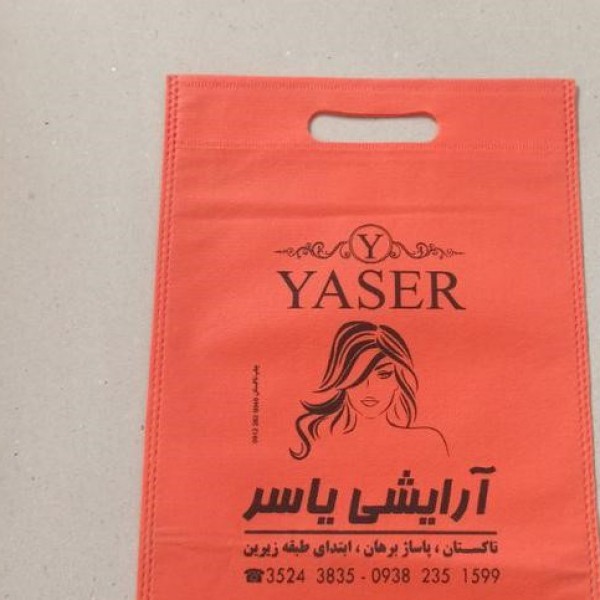 Y
YASER
آرایشی یاسر
تاکستان ، پاساژ برهان ، ابتدای طبقه زیرین
☎3524 3835 - 0938 235 1599